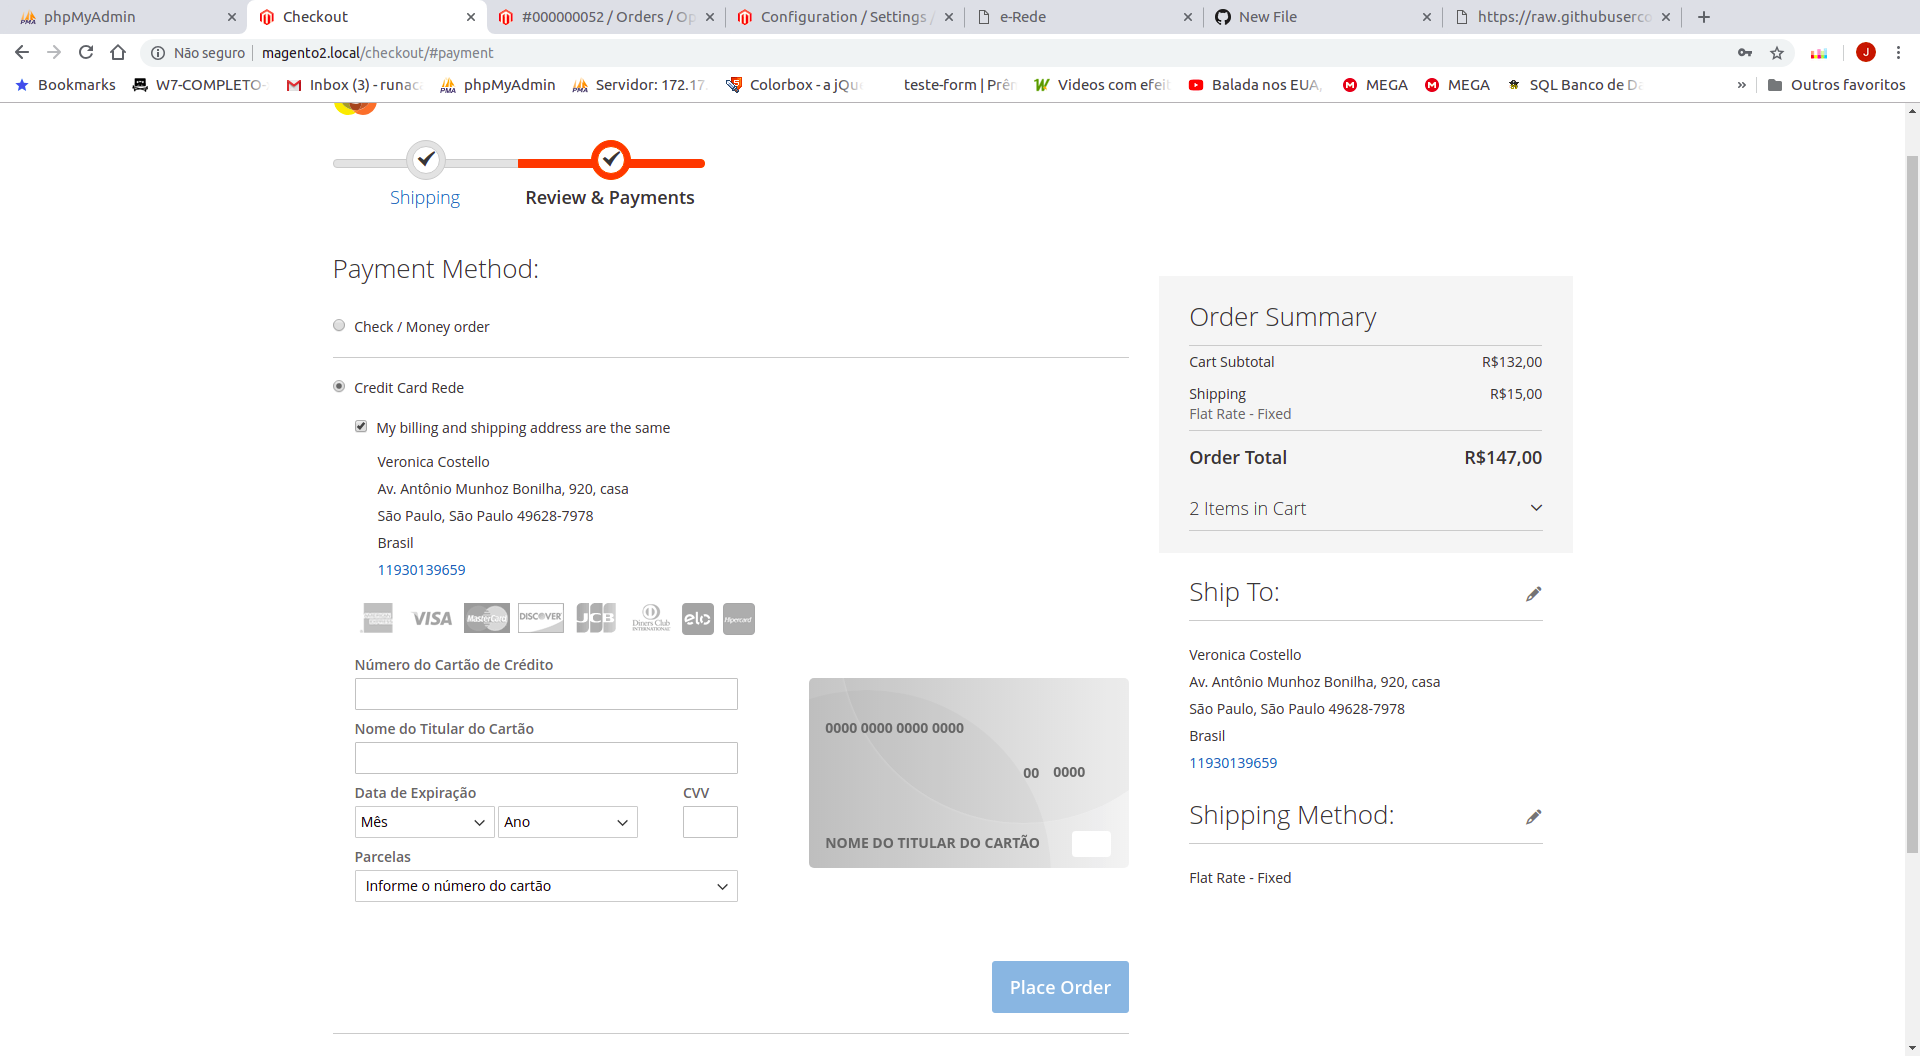 phpMyAdmin
Checkout
#000000052 / Orders / Op
Configuration / Settings /
e-Rede
New File
https://raw.githubuserco
Não seguro
magento2.local/checkout/#payment
J
Bookmarks
W7-COMPLETO-
Inbox (3) - runac
phpMyAdmin
Servidor: 172.17.
Colorbox - a jQue
teste-form | Prên
Videos com efeit
Balada nos EUA,
MEGA
MEGA
SQL Banco de Da
»
Outros favoritos
Shipping
Review & Payments
Payment Method:
Check / Money order
Credit Card Rede
My billing and shipping address are the same
Veronica Costello
Av. Antônio Munhoz Bonilha, 920, casa
São Paulo, São Paulo 49628-7978
Brasil
11930139659
VISA
MasterCard
DISCOVER
JCB
Diners Club
INTERNATIONAL
elo
Hipercard
Número do Cartão de Crédito
Nome do Titular do Cartão
Data de Expiração
CVV
Mês
Ano
Parcelas
Informe o número do cartão
0000 0000 0000 0000
00 0000
NOME DO TITULAR DO CARTÃO
Place Order
Order Summary
Cart Subtotal R$132,00
Shipping R$15,00
Flat Rate - Fixed
Order Total R$147,00
2 Items in Cart
Ship To:
Veronica Costello
Av. Antônio Munhoz Bonilha, 920, casa
São Paulo, São Paulo 49628-7978
Brasil
11930139659
Shipping Method:
Flat Rate - Fixed